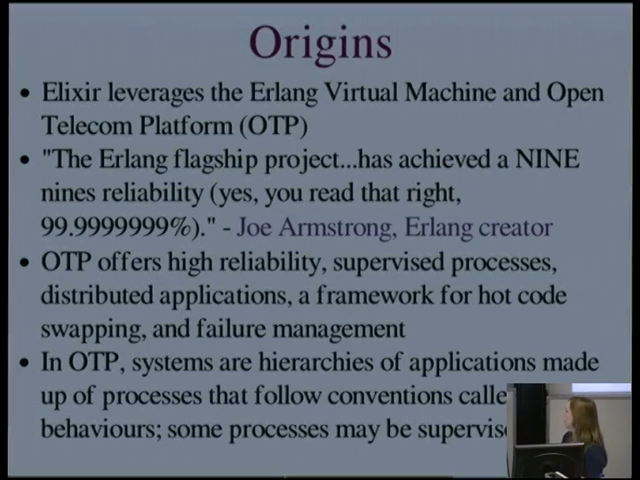 Origins
• Elixir leverages the Erlang Virtual Machine and Open
Telecom Platform (OTP)
• "The Erlang flagship project...has achieved a NINE
nines reliability (yes, you read that right,
99.9999999%)." - Joe Armstrong, Erlang creator
• OTP offers high reliability, supervised processes,
distributed applications, a framework for hot code
swapping, and failure management
• In OTP, systems are hierarchies of applications made
up of processes that follow conventions
behaviours; some processes may be